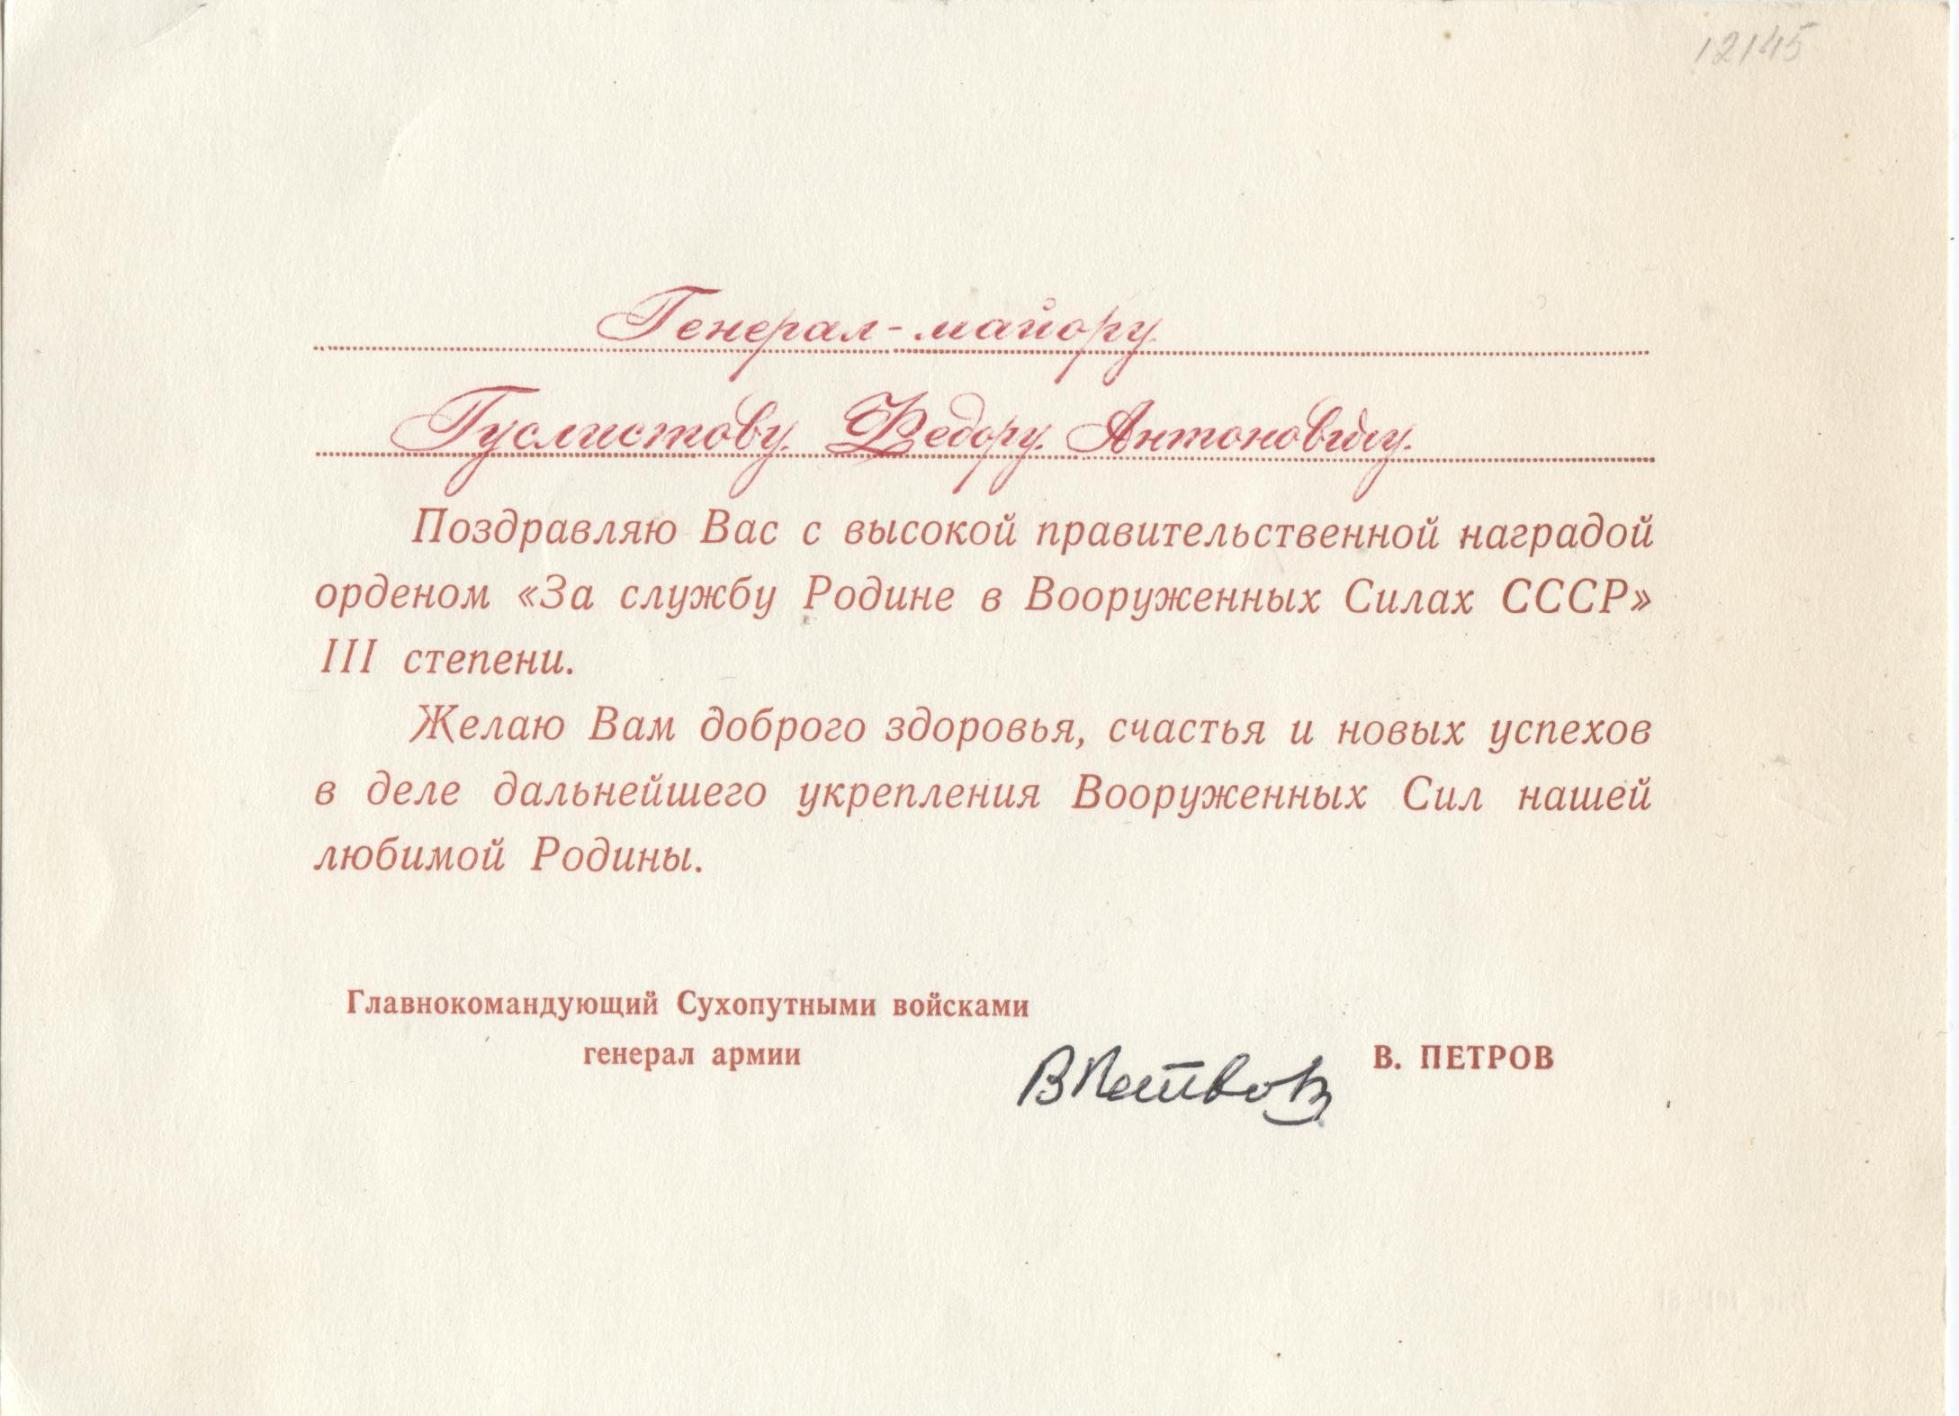 12145
Генерал-майору
Гуслистову Федору Антоновичу.
Поздравляю Вас с высокой правительственной наградой
орденом «За службу Родине в Вооруженных Силах СССР»
III степени.
Желаю Вам доброго здоровья, счастья и новых успехов
в деле дальнейшего укрепления Вооруженных Сил нашей
любимой Родины.
Главнокомандующий Сухопутными войсками
генерал армии
ВПетров
В. ПЕТРОВ